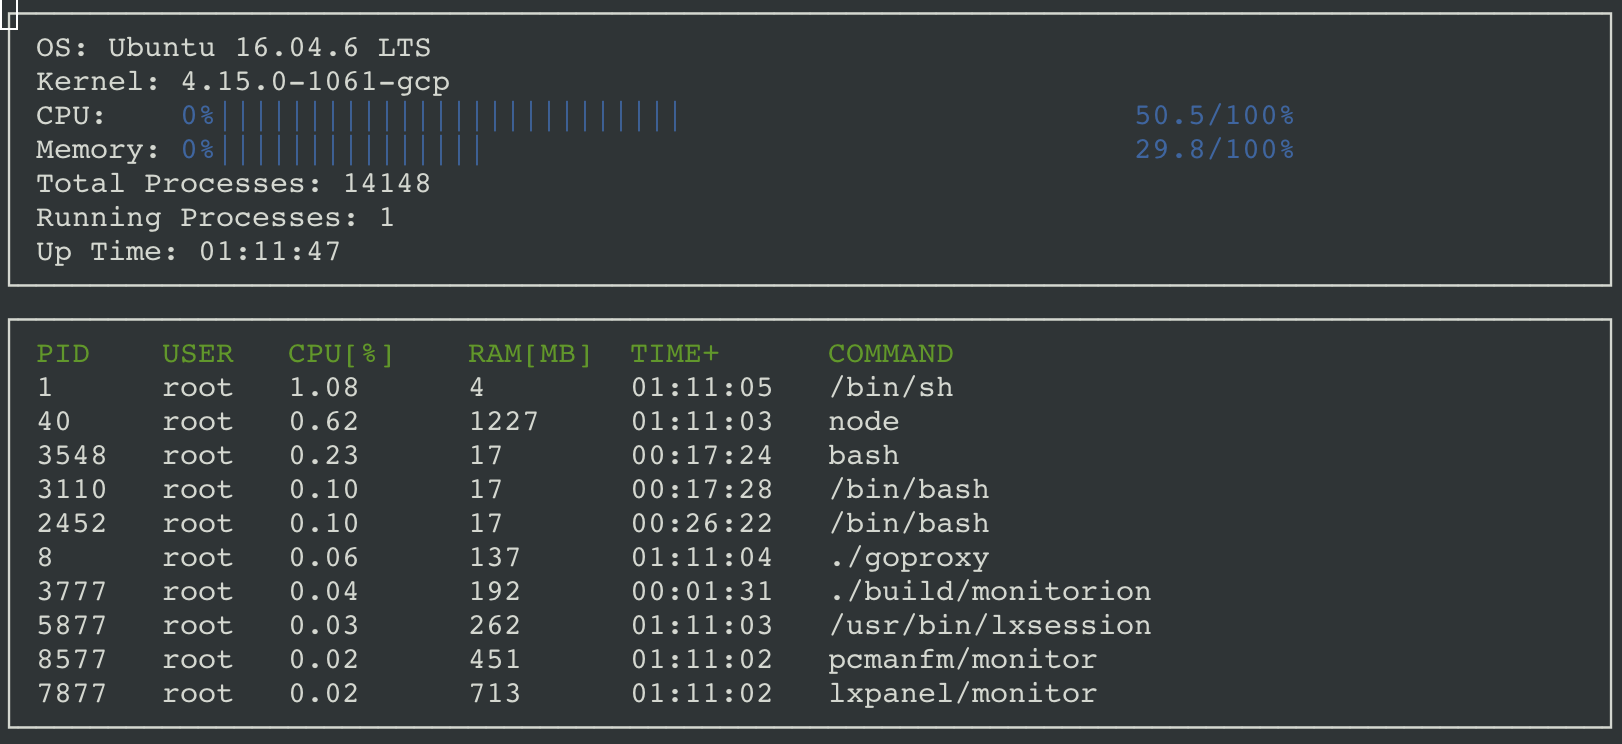 OS: Ubuntu 16.04.6 LTS
Kernel: 4.15.0-1061-gcp
CPU: 0%|||||||||||||||||||||||||| 50.5/100%
Memory: 0%||||||||||||||| 29.8/100%
Total Processes: 14148
Running Processes: 1
Up Time: 01:11:47
PID USER CPU[%] RAM[MB] TIME+ COMMAND
1 root 1.08 4 01:11:05 /bin/sh
40 root 0.62 1227 01:11:03 node
3548 root 0.23 17 00:17:24 bash
3110 root 0.10 17 00:17:28 /bin/bash
2452 root 0.10 17 00:26:22 /bin/bash
8 root 0.06 137 01:11:04 ./goproxy
3777 root 0.04 192 00:01:31 ./build/monitorion
5877 root 0.03 262 01:11:03 /usr/bin/lxsession
8577 root 0.02 451 01:11:02 pcmanfm/monitor
7877 root 0.02 713 01:11:02 lxpanel/monitor